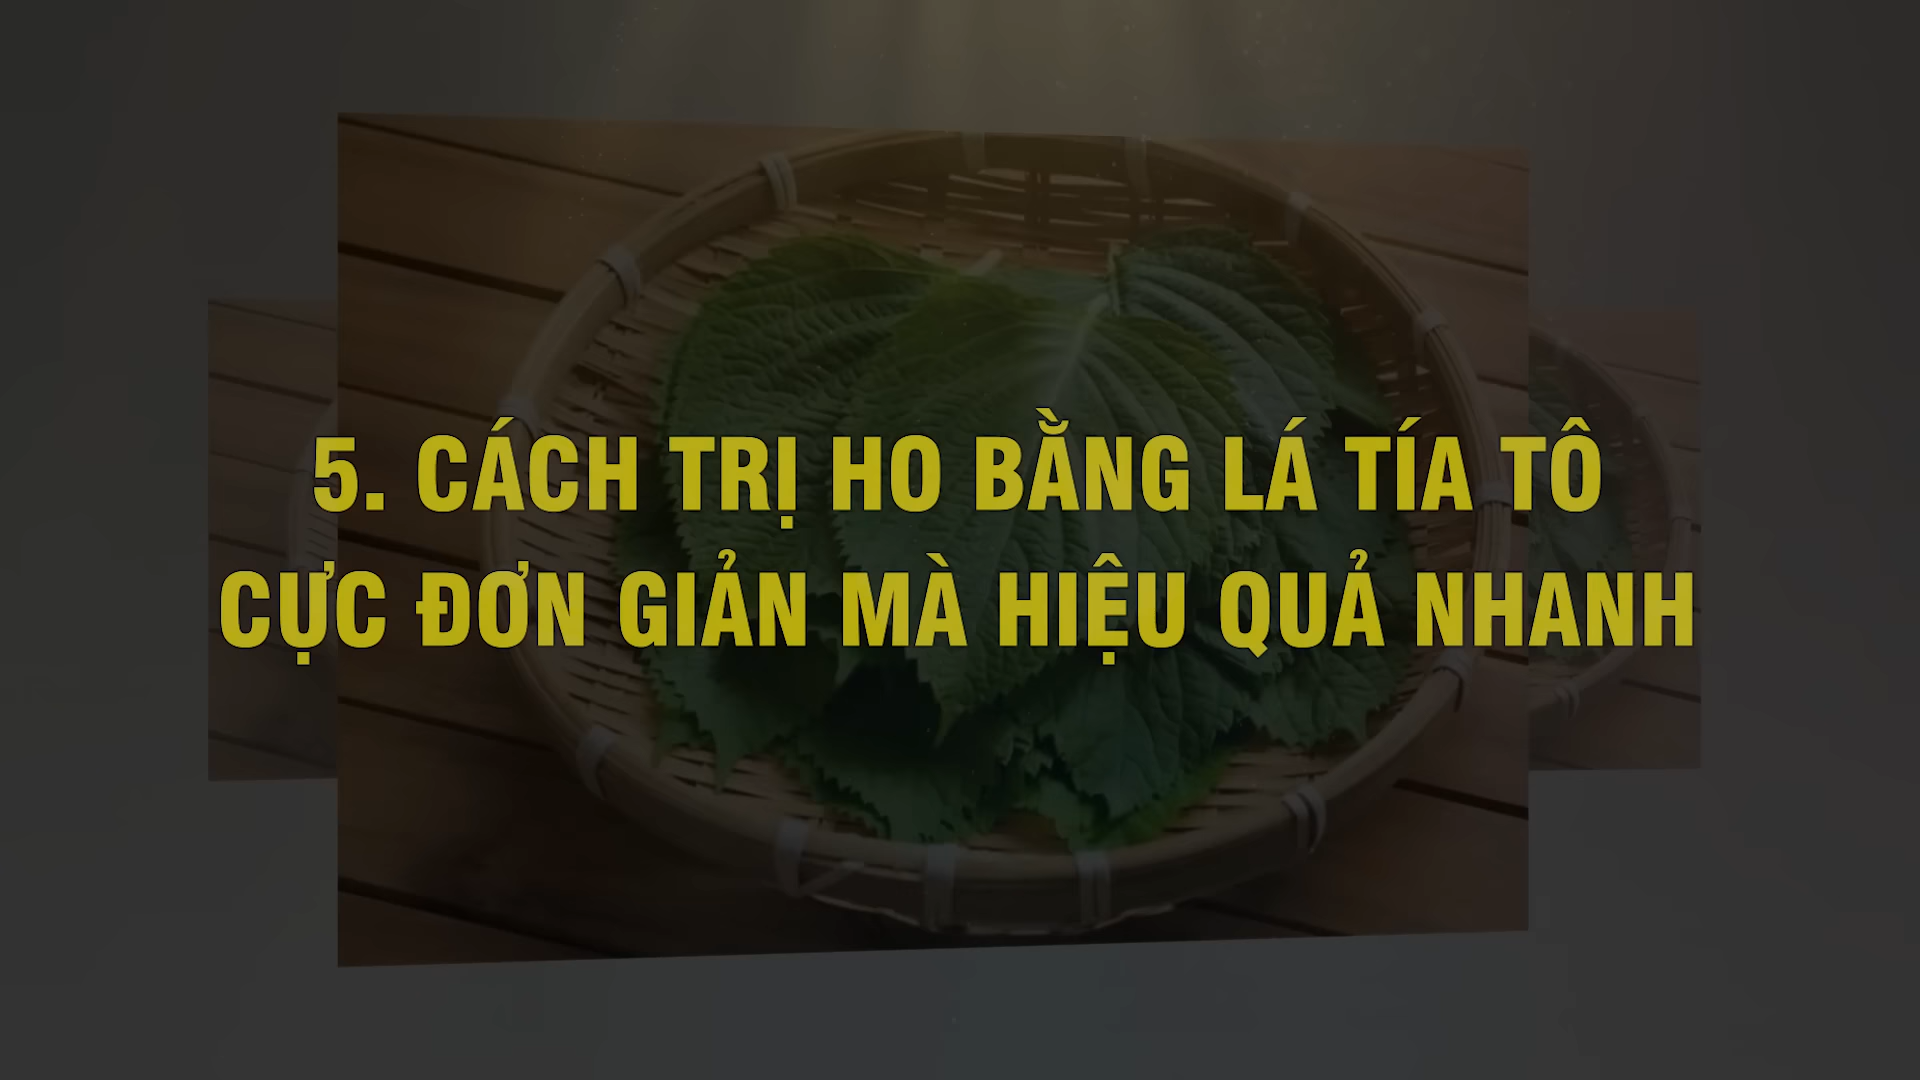 5. CÁCH TRỊ HO BẰNG LÁ TÍA TÔ
CỰC ĐƠN GIẢN MÀ HIỆU QUẢ NHANH